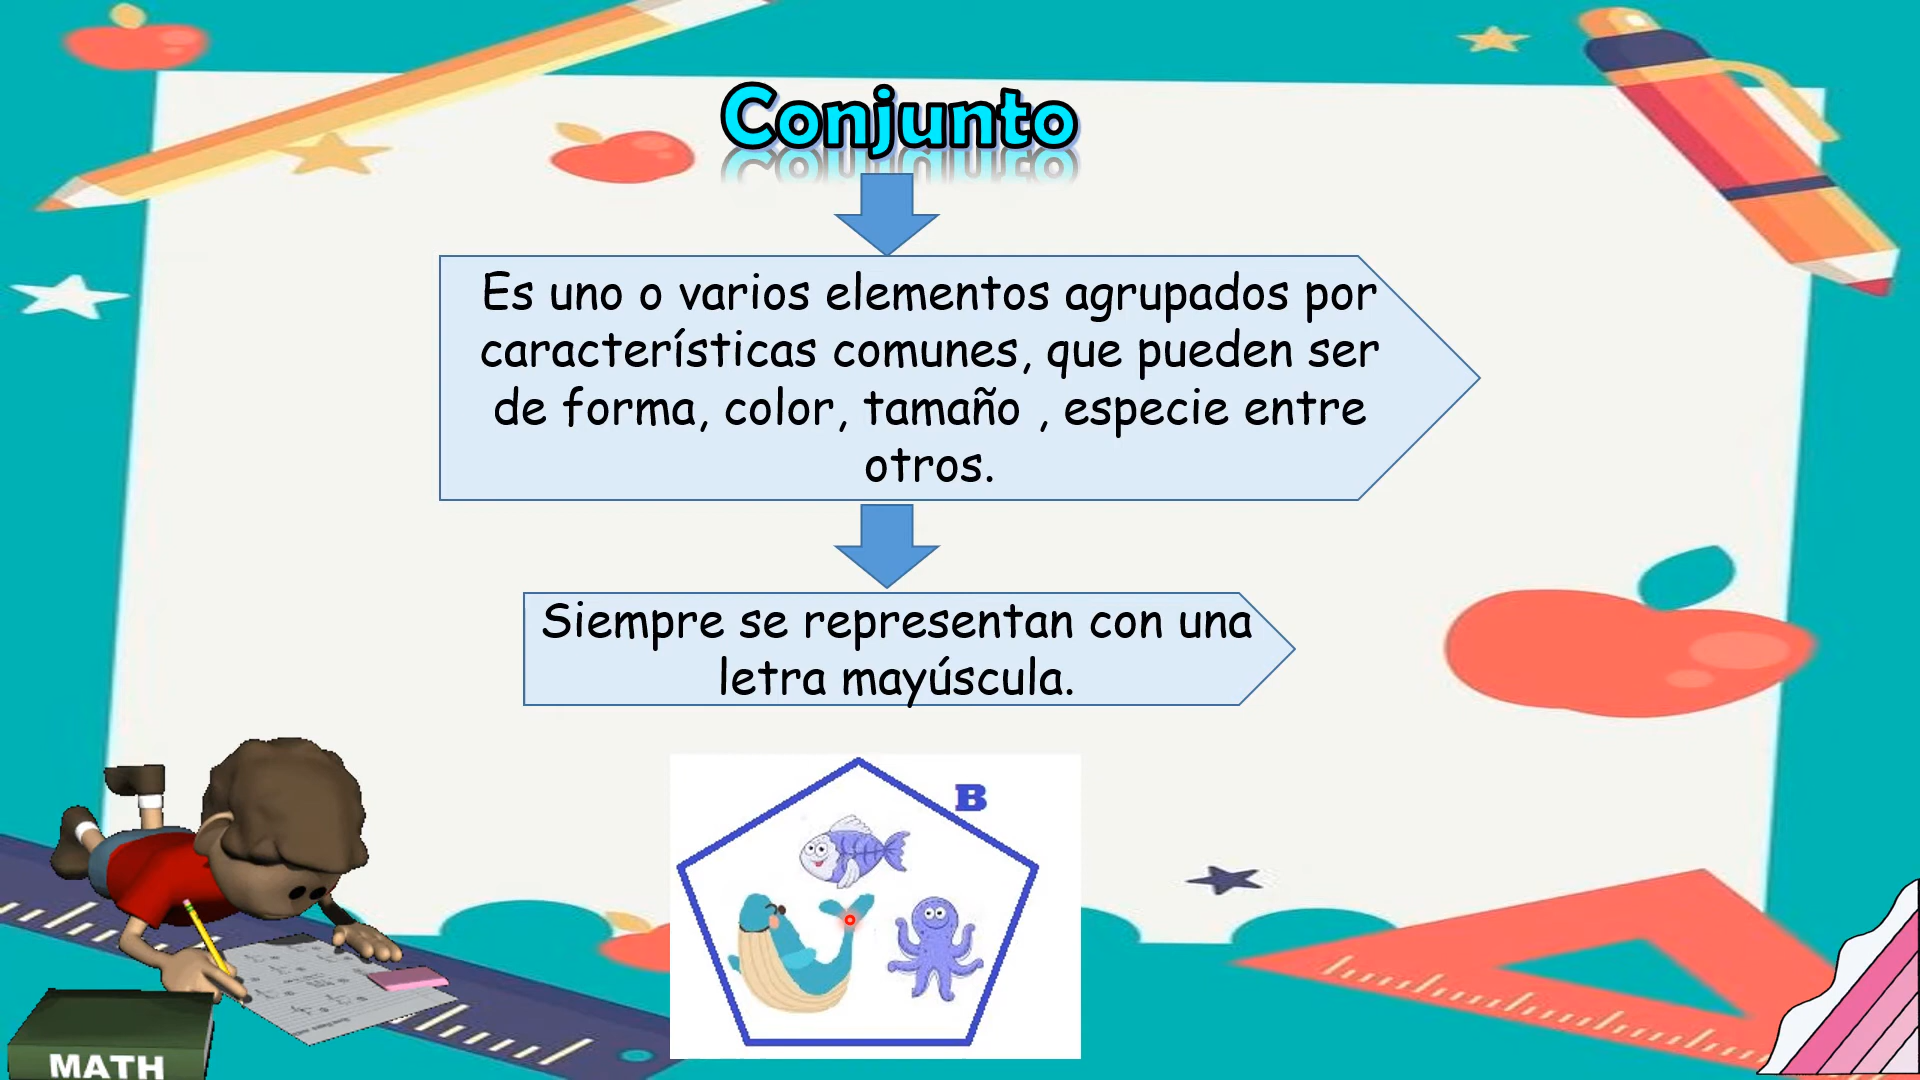 Conjunto
Es uno o varios elementos agrupados por
características comunes, que pueden ser
de forma, color, tamaño , especie entre
otros.
Siempre se representan con una
letra mayúscula.
B
MATH